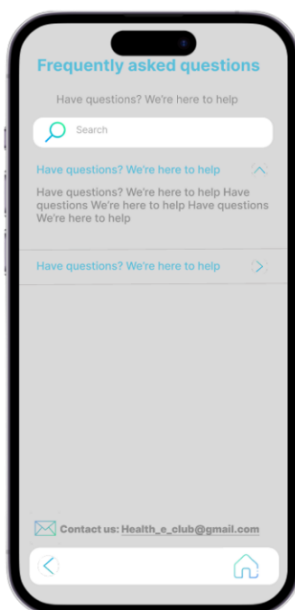 Frequently asked questions
Have questions? We're here to help
Search
Have questions? We're here to help
Have questions? We're here to help Have
questions We're here to help Have questions
We're here to help
Have questions? We're here to help
Contact us: Health_e_club@gmail.com